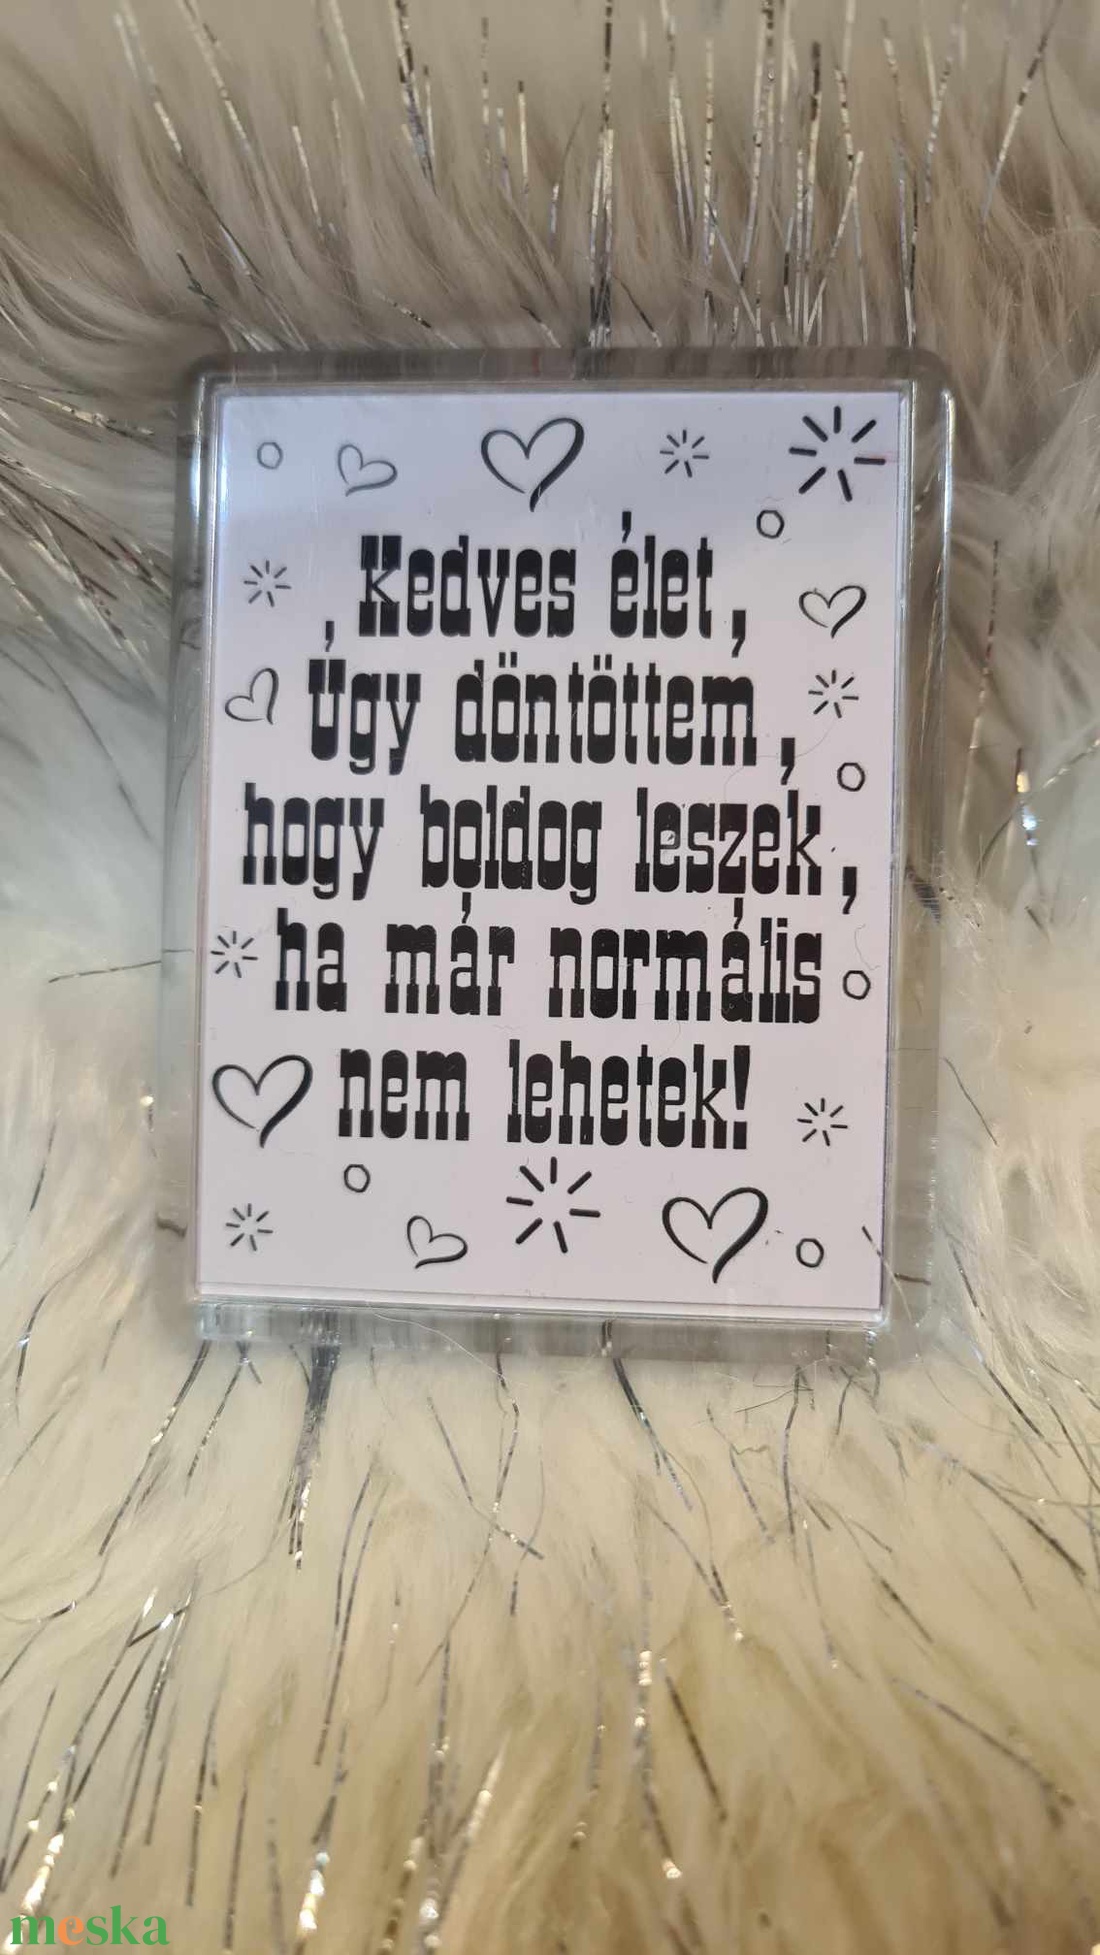 Kedves élet,
Úgy döntöttem,
hogy boldog leszek,
ha már normális
nem lehetek!
meska